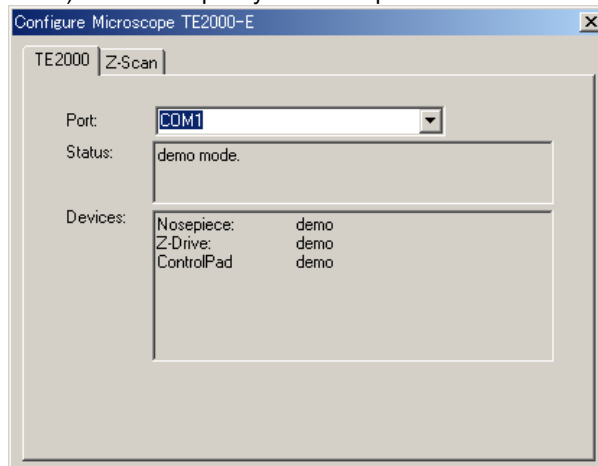 Configure Microscope TE2000-E
TE2000 Z-Scan
Port: COM1
Status: demo mode.
Devices:
Nosepiece: demo
Z-Drive: demo
ControlPad demo